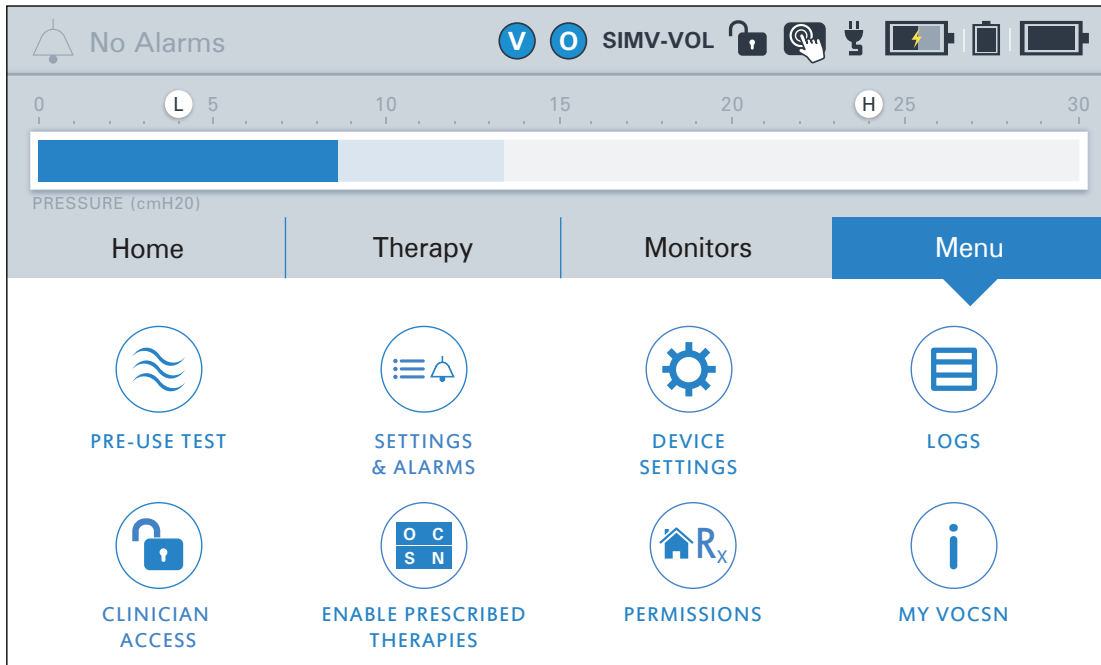 No Alarms
V O SIMV-VOL
0 L 5 10 15 20 H 25 30
PRESSURE (cmH20)
Home Therapy Monitors Menu
PRE-USE TEST
SETTINGS
& ALARMS
DEVICE
SETTINGS
LOGS
O C
S N
Rx
CLINICIAN
ACCESS
ENABLE PRESCRIBED
THERAPIES
PERMISSIONS
i
MY VOCSN